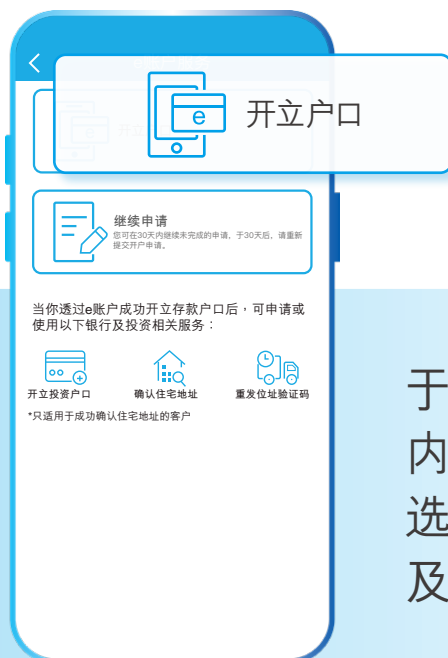 e
开立户口
继续申请
您可在30天内继续未完成的申请，于30天后，请重新
提交开户申请。
当你透过e账户成功开立存款户口后，可申请或
使用以下银行及投资相关服务：
开立投资户口
确认住宅地址
重发位址验证码
*只适用于成功确认住宅地址的客户
于
内
选
及